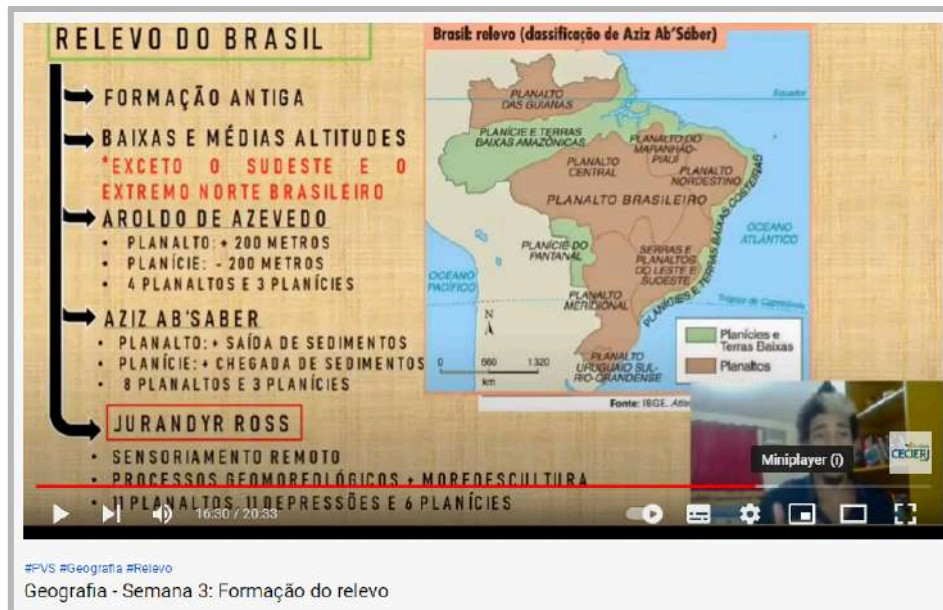 RELEVO DO BRASIL
FORMAÇÃO ANTIGA
BAIXAS E MÉDIAS ALTITUDES
*EXCETO O SUDESTE E O
EXTREMO NORTE BRASILEIRO
AROLDO DE AZEVEDO
• PLANALTO: + 200 METROS
• PLANÍCIE: - 200 METROS
• 4 PLANALTOS E 3 PLANÍCIES
AZIZ AB'SABER
• PLANALTO: + SAÍDA DE SEDIMENTOS
• PLANÍCIE: + CHEGADA DE SEDIMENTOS
• 8 PLANALTOS E 3 PLANÍCIES
JURANDYR ROSS
• SENSORIAMENTO REMOTO
• PROCESSOS GEOMORFOLÓGICOS + MORFOESCULTURA
• 11 PLANALTOS, 11 DEPRESSÕES E 6 PLANÍCIES
Brasil: relevo (classificação de Aziz Ab'Sáber)
PLANALTO
DAS GUIANAS
Equador
PLANÍCIE E TERRAS
BAIXAS AMAZÔNICAS
PLANALTO DO
MARANHÃO-
PIAUÍ
PLANALTO
CENTRAL
PLANALTO
NORDESTINO
PLANALTO BRASILEIRO
PLANÍCIES E TERRAS BAIXAS COSTEIRAS
OCEANO
ATLÂNTICO
PLANÍCIE DO
PANTANAL
SERRAS E
PLANALTOS
DO LESTE E
SUDESTE
OCEANO
PACÍFICO
PLANALTO
MERIDIONAL
Trópico de Capricórnio
N
0 660 1.320
km
PLANALTO
URUGUAIO SUL-
RIO-GRANDENSE
Planícies e
Terras Baixas
Planaltos
Fonte: IBGE.
CECIERJ
Miniplayer (i)
16:30 / 20:33
#PVS #Geografia #Relevo
Geografia - Semana 3: Formação do relevo